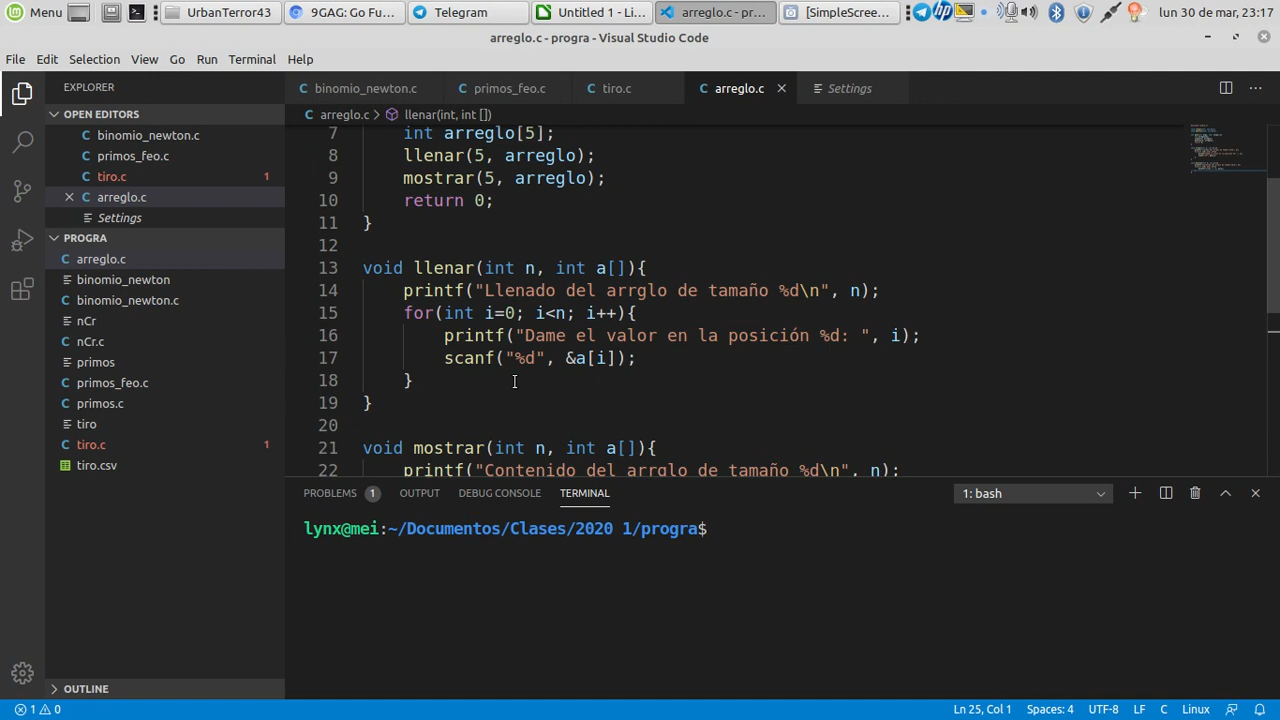 Menu UrbanTerror43 9GAG: Go Fu... Telegram Untitled 1 - Li... arreglo.c - pr... [SimpleScree... lun 30 de mar, 23:17
arreglo.c - progra - Visual Studio Code
File Edit Selection View Go Run Terminal Help
EXPLORER
OPEN EDITORS
binomio_newton.c
primos_feo.c
tiro.c 1
arreglo.c
Settings
PROGRA
arreglo.c
binomio_newton
binomio_newton.c
nCr
nCr.c
primos
primos_feo.c
primos.c
tiro
tiro.c 1
tiro.csv
OUTLINE
binomio_newton.c primos_feo.c tiro.c arreglo.c Settings
arreglo.c > llenar(int, int [])
7 int arreglo[5];
8 llenar(5, arreglo);
9 mostrar(5, arreglo);
10 return 0;
11 }
12
13 void llenar(int n, int a[]){
14 printf("Llenado del arrglo de tamaño %d\n", n);
15 for(int i=0; i<n; i++){
16 printf("Dame el valor en la posición %d: ", i);
17 scanf("%d", &a[i]);
18 }
19 }
20
21 void mostrar(int n, int a[]){
22 printf("Contenido del arrglo de tamaño %d\n", n);
PROBLEMS 1 OUTPUT DEBUG CONSOLE TERMINAL 1: bash
lynx@mei:~/Documentos/Clases/2020 1/progra$
1 0 Ln 25, Col 1 Spaces: 4 UTF-8 LF C Linux